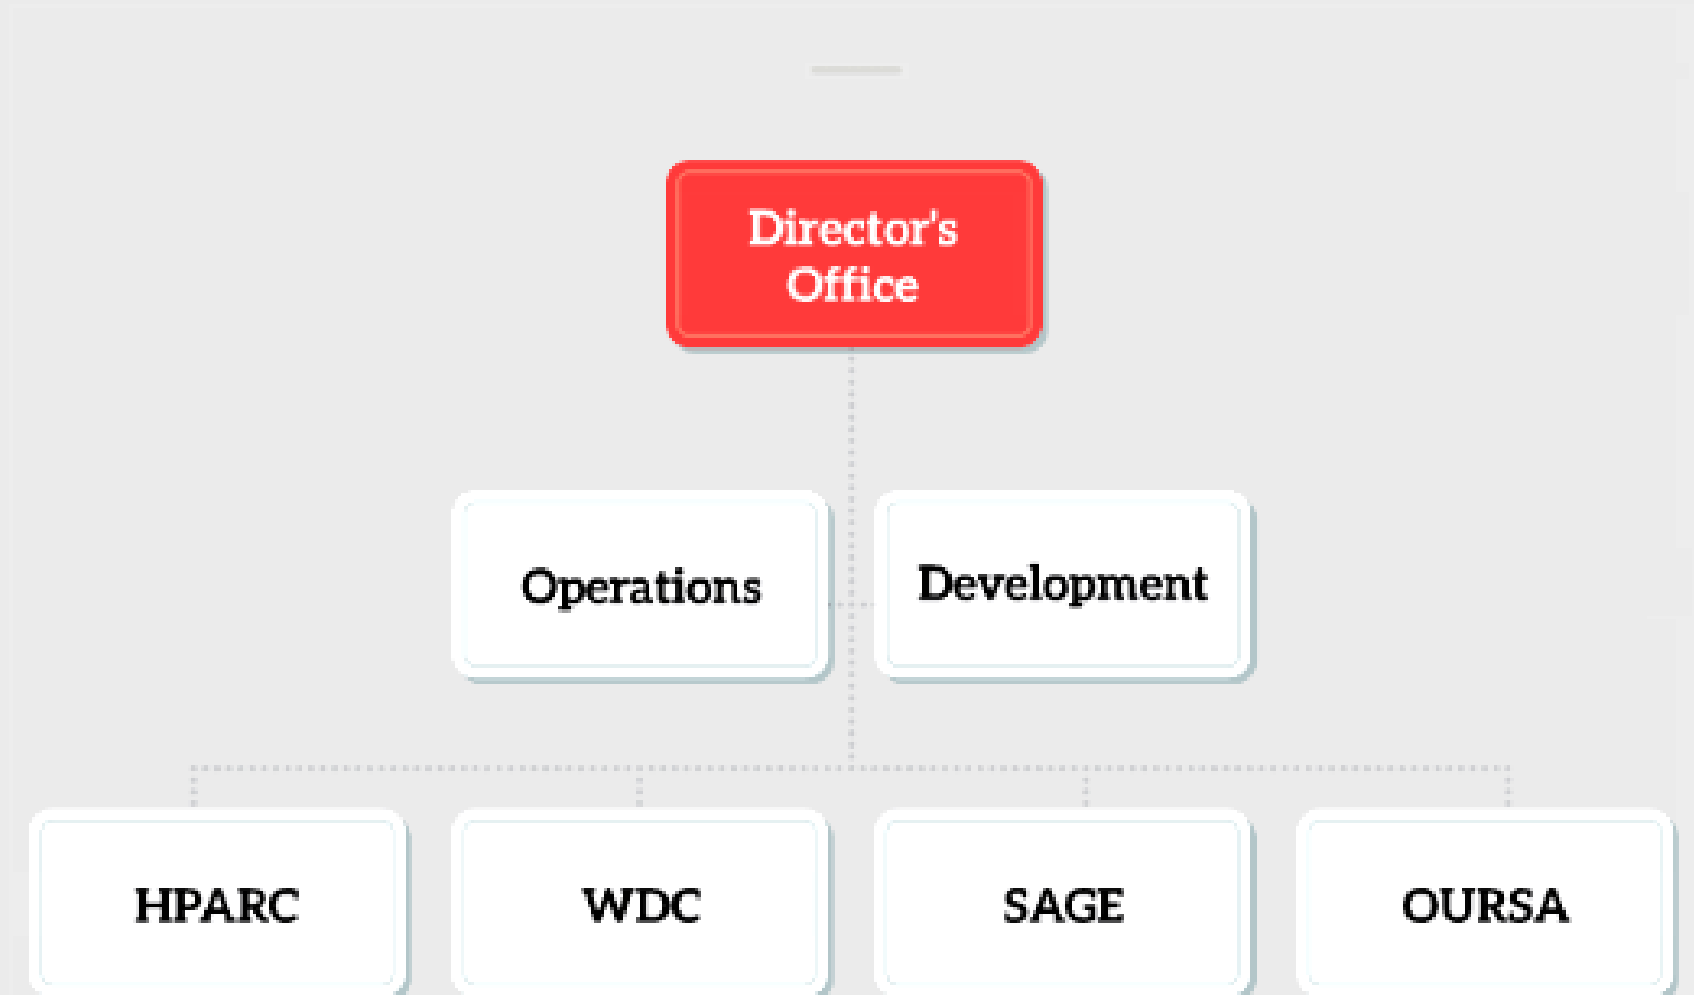 Director's
Office
Operations
Development
HPARC
WDC
SAGE
OURSA